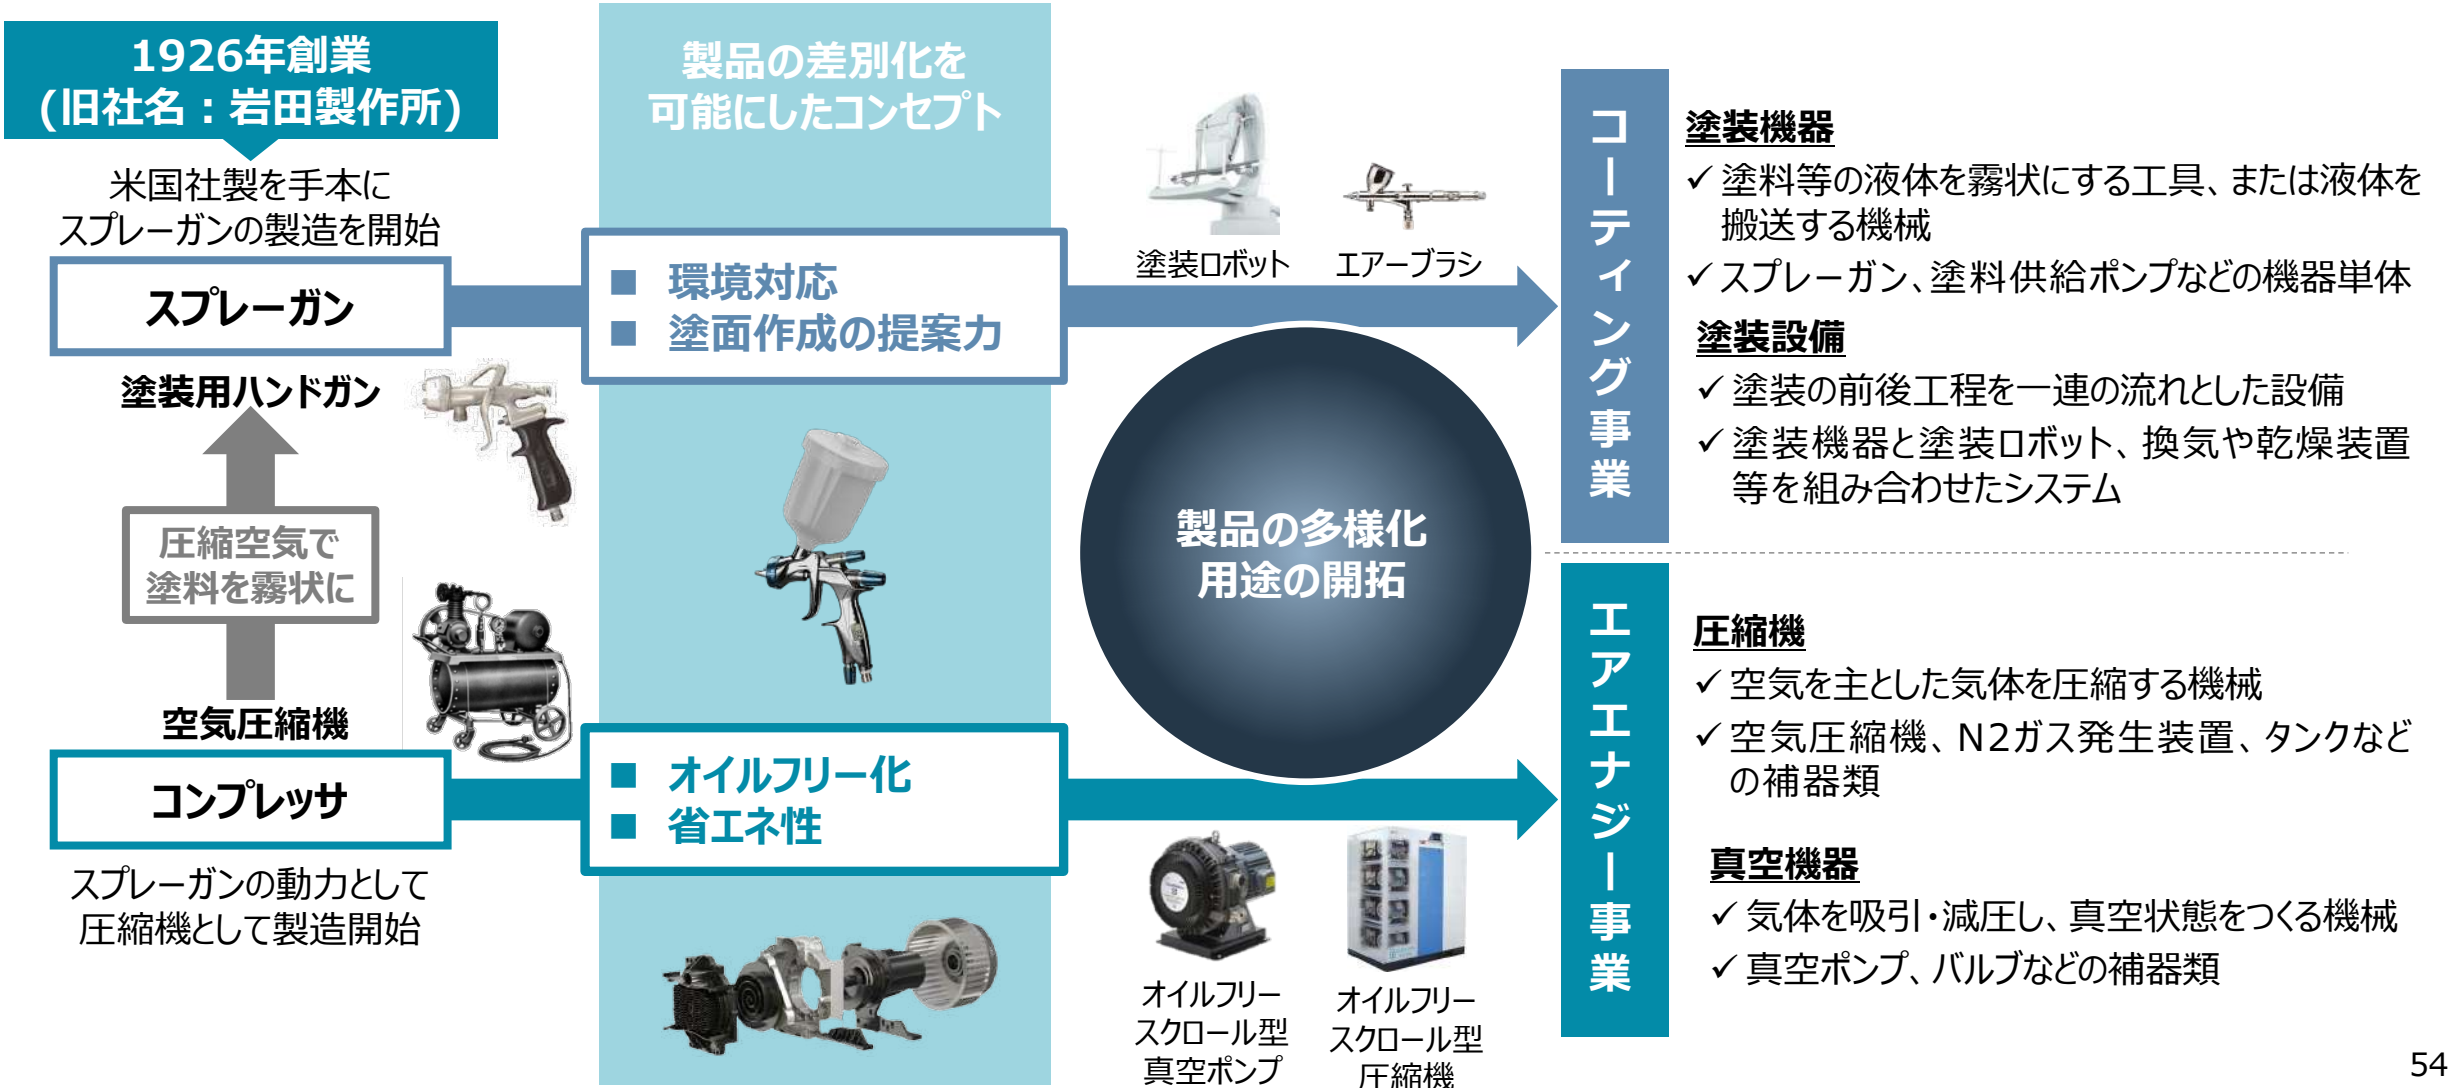 1926年創業
(旧社名：岩田製作所)
米国社製を手本に
スプレーガンの製造を開始
スプレーガン
塗装用ハンドガン
圧縮空気で
塗料を霧状に
空気圧縮機
コンプレッサ
スプレーガンの動力として
圧縮機として製造開始
製品の差別化を
可能にしたコンセプト
■ 環境対応
■ 塗面作成の提案力
■ オイルフリー化
■ 省エネ性
塗装ロボット
エアーブラシ
製品の多様化
用途の開拓
オイルフリー
スクロール型
真空ポンプ
オイルフリー
スクロール型
圧縮機
コーティング事業
塗装機器
✓ 塗料等の液体を霧状にする工具、または液体を
搬送する機械
✓ スプレーガン、塗料供給ポンプなどの機器単体
塗装設備
✓ 塗装の前後工程を一連の流れとした設備
✓ 塗装機器と塗装ロボット、換気や乾燥装置
等を組み合わせたシステム
エアエナジー事業
圧縮機
✓ 空気を主とした気体を圧縮する機械
✓ 空気圧縮機、N2ガス発生装置、タンクなど
の補器類
真空機器
✓ 気体を吸引・減圧し、真空状態をつくる機械
✓ 真空ポンプ、バルブなどの補器類
54